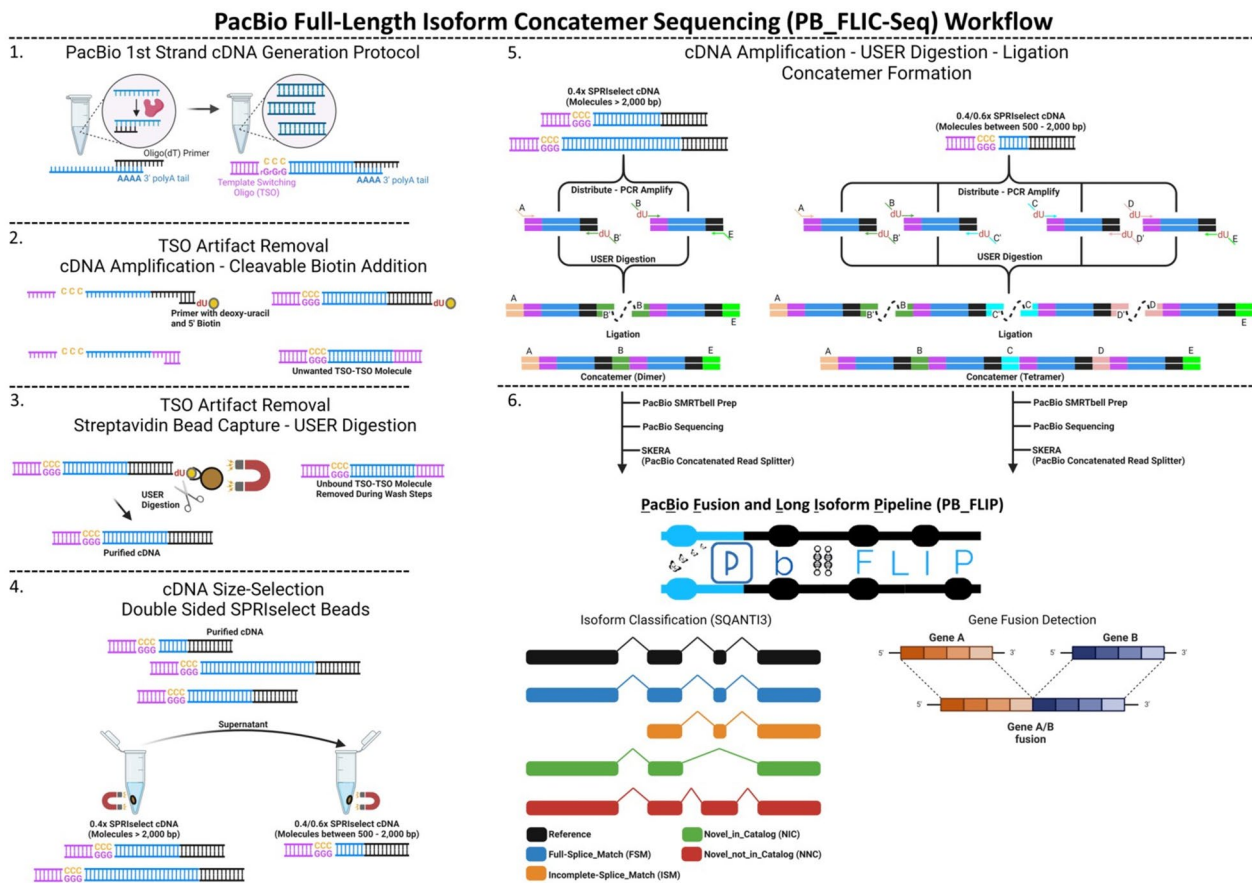 PacBio Full-Length Isoform Concatemer Sequencing (PB_FLIC-Seq) Workflow
1.
PacBio 1st Strand cDNA Generation Protocol
Oligo(dT) Primer
AAAA 3' polyA tail
CCC
rGrGrG
Template Switching
Oligo (TSO)
AAAA 3' polyA tail
2.
TSO Artifact Removal
cDNA Amplification - Cleavable Biotin Addition
CCC
dU
Primer with deoxy-uracil
and 5' Biotin
CCC
GGG
dU
CCC
CCC
GGG
Unwanted TSO-TSO Molecule
3.
TSO Artifact Removal
Streptavidin Bead Capture - USER Digestion
CCC
GGG
dU
USER
Digestion
CCC
GGG
Purified cDNA
CCC
GGG
Unbound TSO-TSO Molecule
Removed During Wash Steps
4.
cDNA Size-Selection
Double Sided SPRIselect Beads
Purified cDNA
CCC
GGG
CCC
GGG
CCC
GGG
Supernatant
0.4x SPRIselect cDNA
(Molecules > 2,000 bp)
CCC
GGG
CCC
GGG
0.4/0.6x SPRIselect cDNA
(Molecules between 500 - 2,000 bp)
CCC
GGG
5.
cDNA Amplification - USER Digestion - Ligation
Concatemer Formation
0.4x SPRIselect cDNA
(Molecules > 2,000 bp)
CCC
GGG
CCC
GGG
Distribute - PCR Amplify
A
dU
B'
B
dU
E
USER Digestion
A
B'
B
E
Ligation
A B E
Concatemer (Dimer)
0.4/0.6x SPRIselect cDNA
(Molecules between 500 - 2,000 bp)
CCC
GGG
Distribute - PCR Amplify
A
dU
B'
B
dU
dU
C'
C
dU
dU
D'
D
dU
E
USER Digestion
A
B'
B
C'
C
D'
D
E
Ligation
A B C D E
Concatemer (Tetramer)
6.
PacBio SMRTbell Prep
PacBio Sequencing
SKERA
(PacBio Concatenated Read Splitter)
PacBio SMRTbell Prep
PacBio Sequencing
SKERA
(PacBio Concatenated Read Splitter)
PacBio Fusion and Long Isoform Pipeline (PB_FLIP)
P b FLIP
Isoform Classification (SQANTI3)
Reference
Full-Splice_Match (FSM)
Incomplete-Splice_Match (ISM)
Novel_in_Catalog (NIC)
Novel_not_in_Catalog (NNC)
Gene Fusion Detection
Gene A
5' 3'
Gene B
5' 3'
5' 3'
Gene A/B
fusion